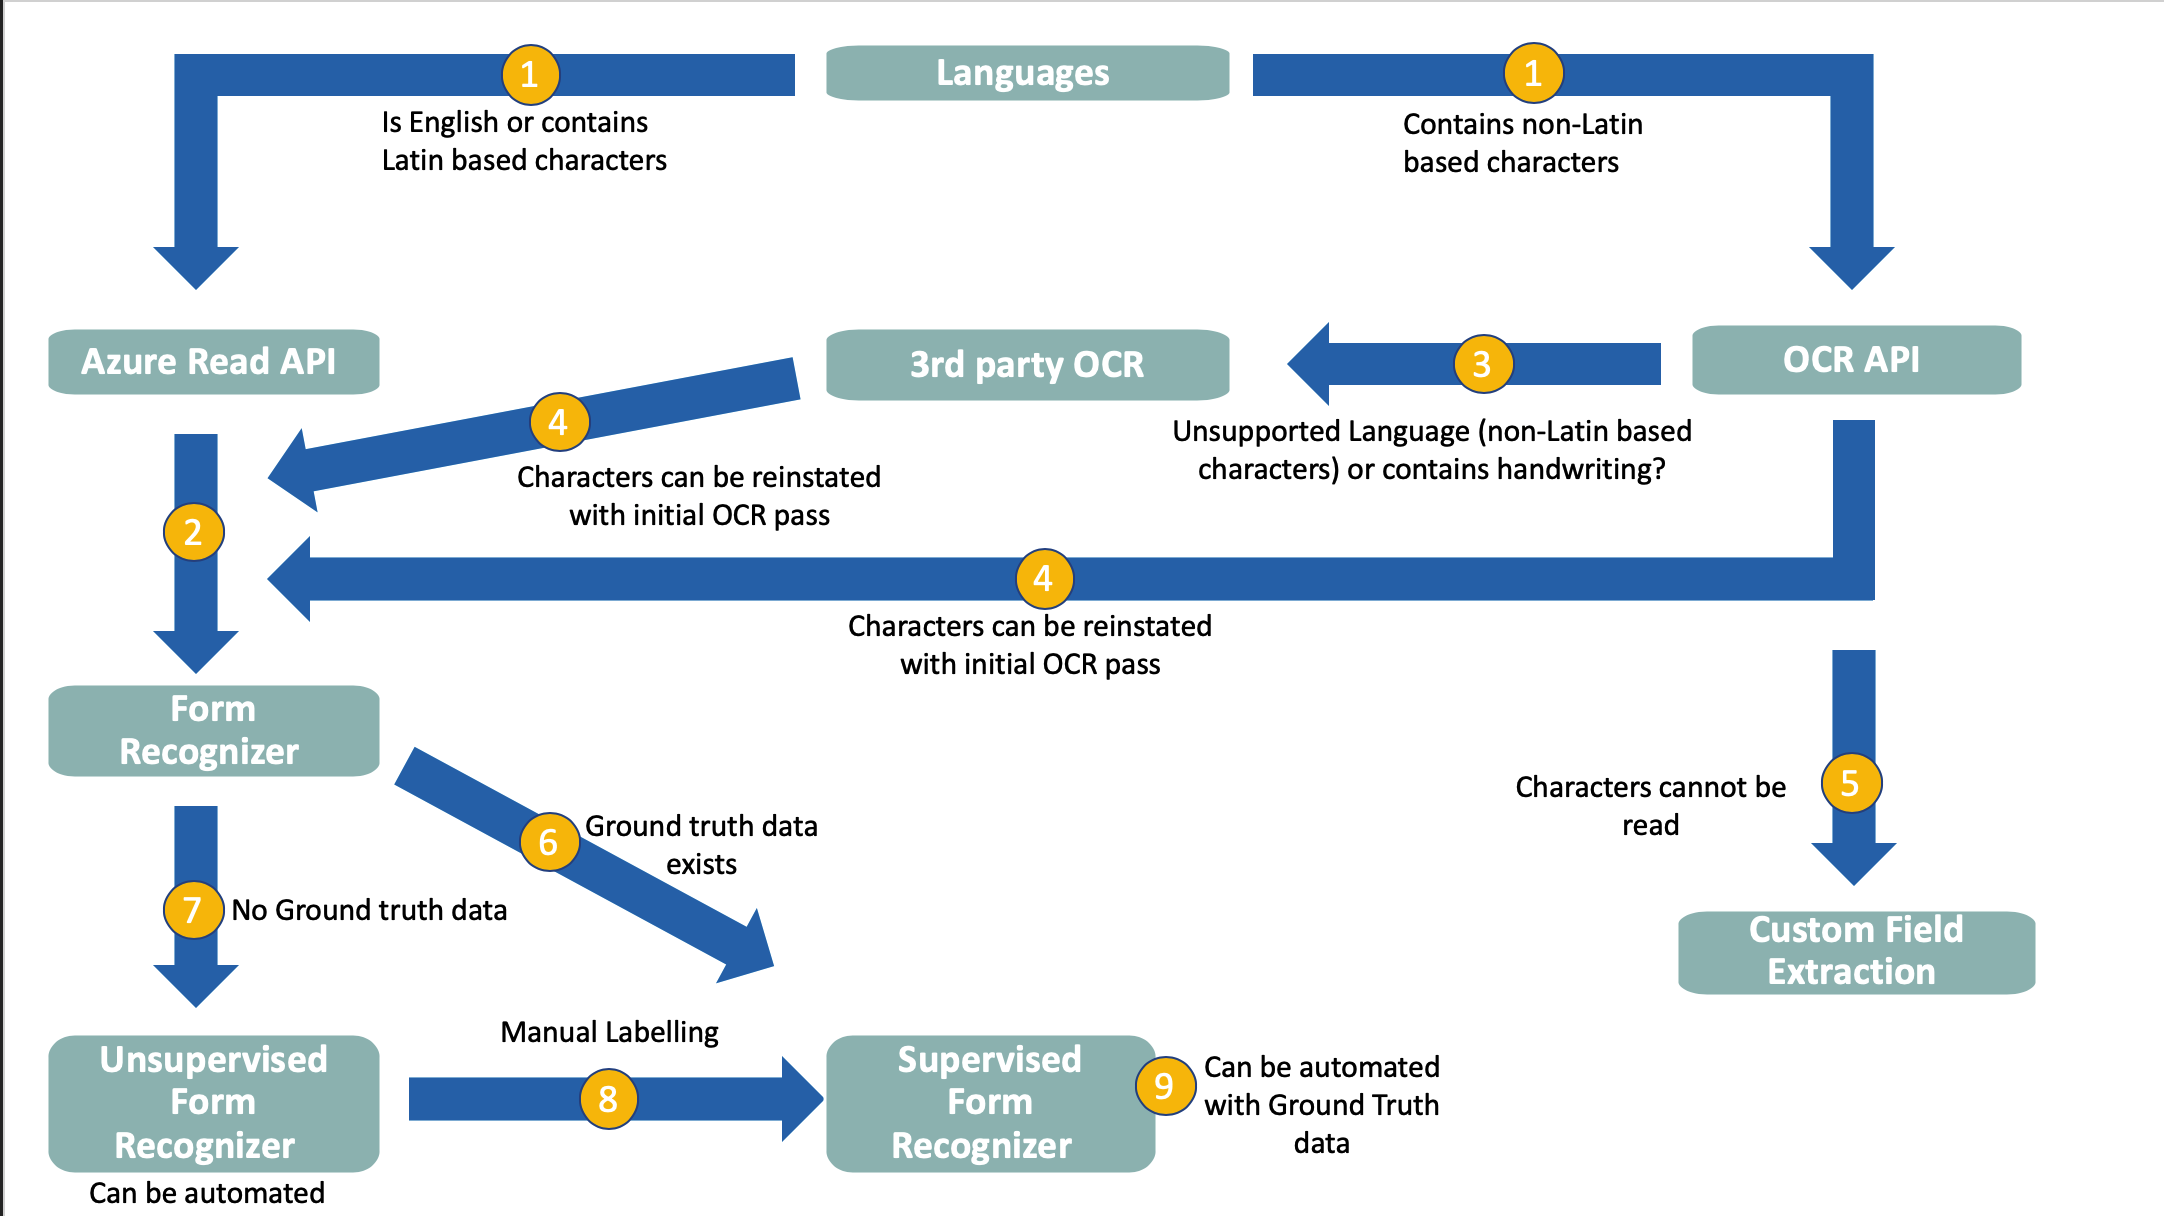 1
Languages
1
Is English or contains
Latin based characters
Contains non-Latin
based characters
Azure Read API
3rd party OCR
3
OCR API
4
Unsupported Language (non-Latin based
characters) or contains handwriting?
Characters can be reinstated
with initial OCR pass
2
4
Characters can be reinstated
with initial OCR pass
Form
Recognizer
5
Characters cannot be
read
6
Ground truth data
exists
7
No Ground truth data
Custom Field
Extraction
Manual Labelling
Unsupervised
Form
Recognizer
8
Supervised
Form
Recognizer
9
Can be automated
with Ground Truth
data
Can be automated